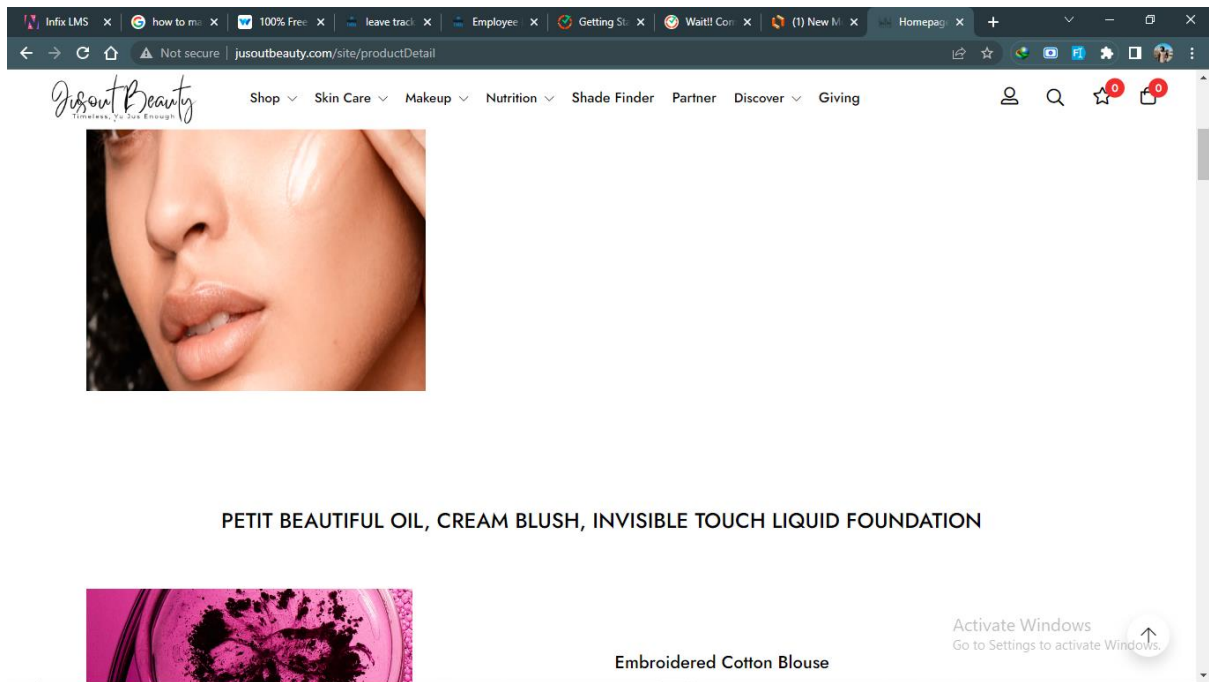 Infix LMS
how to ma
100% Free
leave track
Employee
Getting Sta
Wait!! Com
(1) New M
Homepag
Not secure | jusoutbeauty.com/site/productDetail
JusoutBeauty
Timeless, Yu Jus Enough
Shop Skin Care Makeup Nutrition Shade Finder Partner Discover Giving
0 0
PETIT BEAUTIFUL OIL, CREAM BLUSH, INVISIBLE TOUCH LIQUID FOUNDATION
Embroidered Cotton Blouse
Activate Windows
Go to Settings to activate Windows.